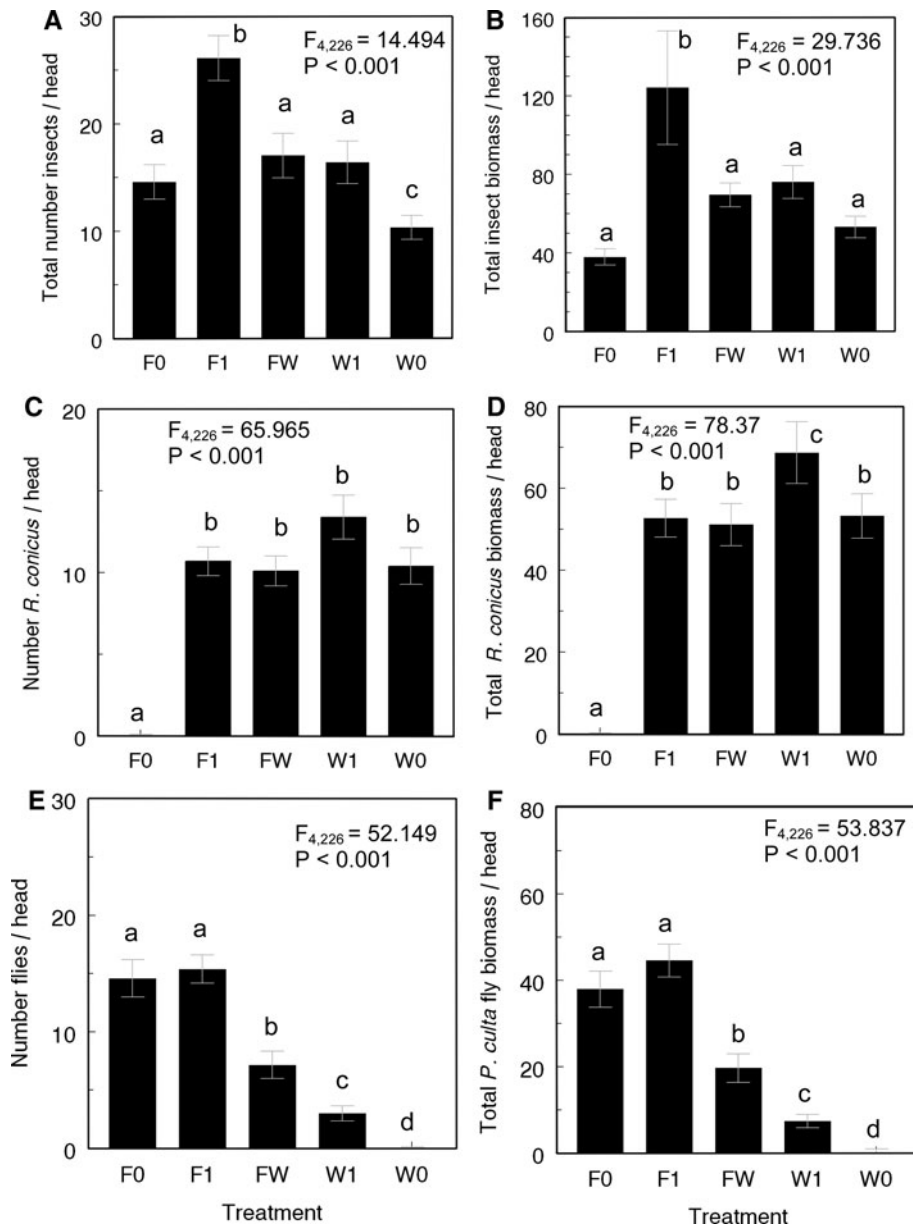 A
Total number insects / head
30
20
10
0
F4,226 = 14.494
P < 0.001
a
b
a
a
c
F0 F1 FW W1 W0
B
Total insect biomass / head
160
120
80
40
0
F4,226 = 29.736
P < 0.001
a
b
a
a
a
F0 F1 FW W1 W0
C
Number R. conicus / head
20
10
0
F4,226 = 65.965
P < 0.001
a
b
b
b
b
F0 F1 FW W1 W0
D
Total R. conicus biomass / head
80
60
40
20
0
F4,226 = 78.37
P < 0.001
a
b
b
c
b
F0 F1 FW W1 W0
E
Number flies / head
30
20
10
0
F4,226 = 52.149
P < 0.001
a
a
b
c
d
F0 F1 FW W1 W0
Treatment
F
Total P. culta fly biomass / head
80
60
40
20
0
F4,226 = 53.837
P < 0.001
a
a
b
c
d
F0 F1 FW W1 W0
Treatment